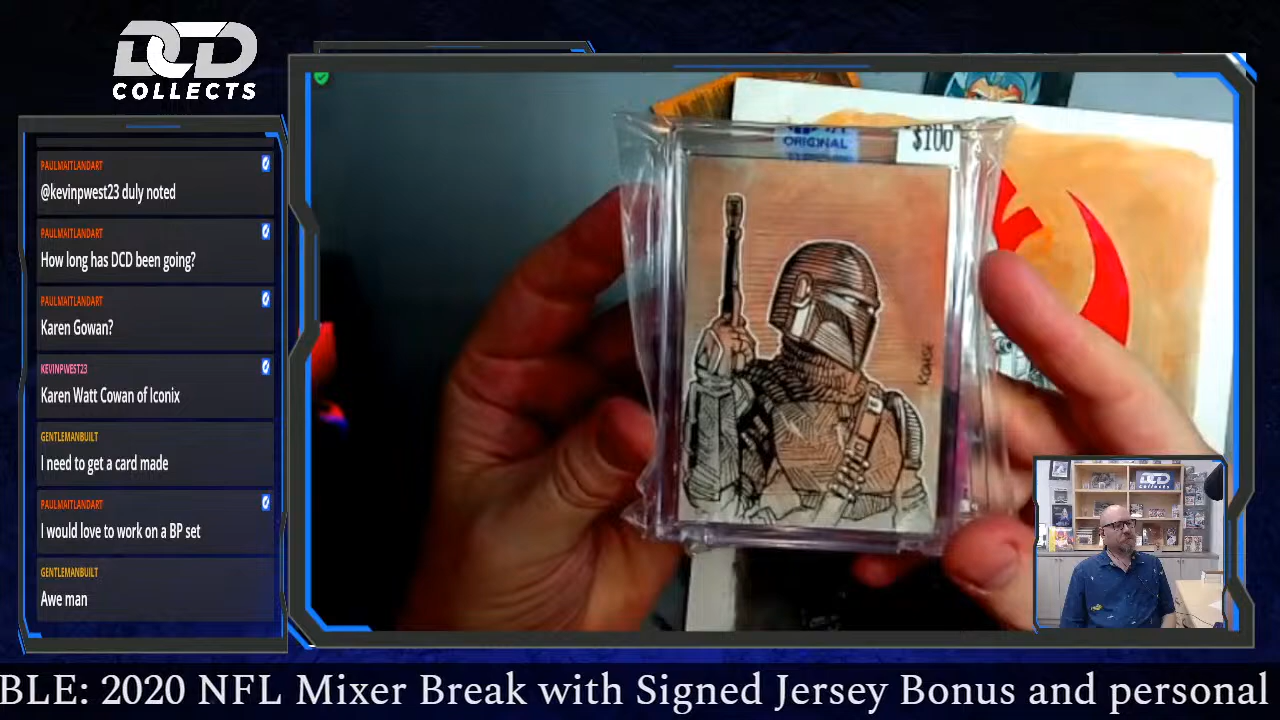 DCD
COLLECTS
PAULMAITLANDART
@kevinpwest23 duly noted
PAULMAITLANDART
How long has DCD been going?
PAULMAITLANDART
Karen Gowan?
KEVINPWEST23
Karen Watt Cowan of Iconix
GENTLEMANBUILT
I need to get a card made
PAULMAITLANDART
I would love to work on a BP set
GENTLEMANBUILT
Awe man
ORIGINAL
$100
DCD
COLLECTS
BLE: 2020 NFL Mixer Break with Signed Jersey Bonus and personal